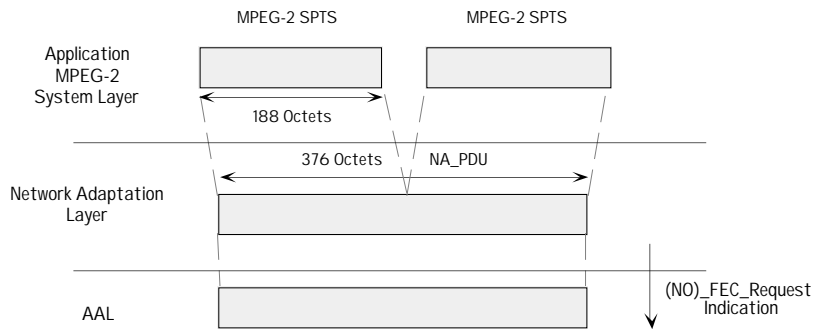 MPEG-2 SPTS
MPEG-2 SPTS
Application
MPEG-2
System Layer
188 Octets
376 Octets
NA_PDU
Network Adaptation
Layer
AAL
(NO)_FEC_Request
Indication